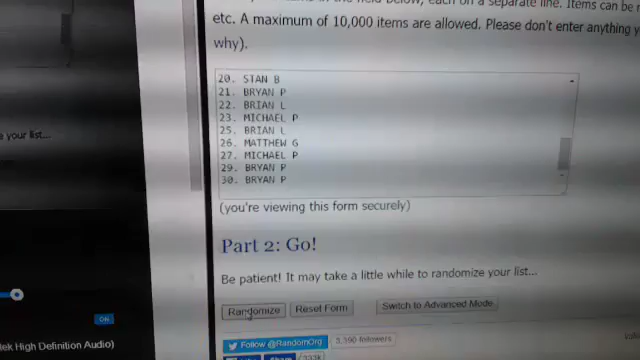 etc. A maximum of 10,000 items are allowed. Please don't enter anything
why).
20. STAN B
21. BRYAN P
22. BRIAN L
23. MICHAEL P
25. BRIAN L
26. MATTHEW G
27. MICHAEL P
29. BRYAN P
30. BRYAN P
e your list...
(you're viewing this form securely)
Part 2: Go!
Be patient! It may take a little while to randomize your list...
Randomize Reset Form Switch to Advanced Mode
ON
Follow @RandomOrg 3,390 followers
tek High Definition Audio)
Share